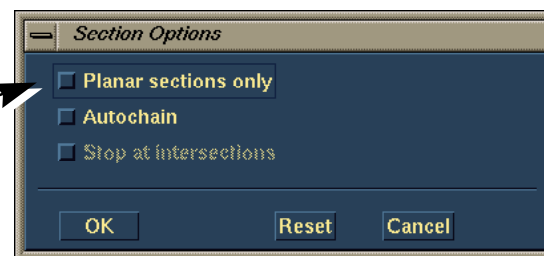 Section Options
Planar sections only
Autochain
Stop at intersections
OK Reset Cancel